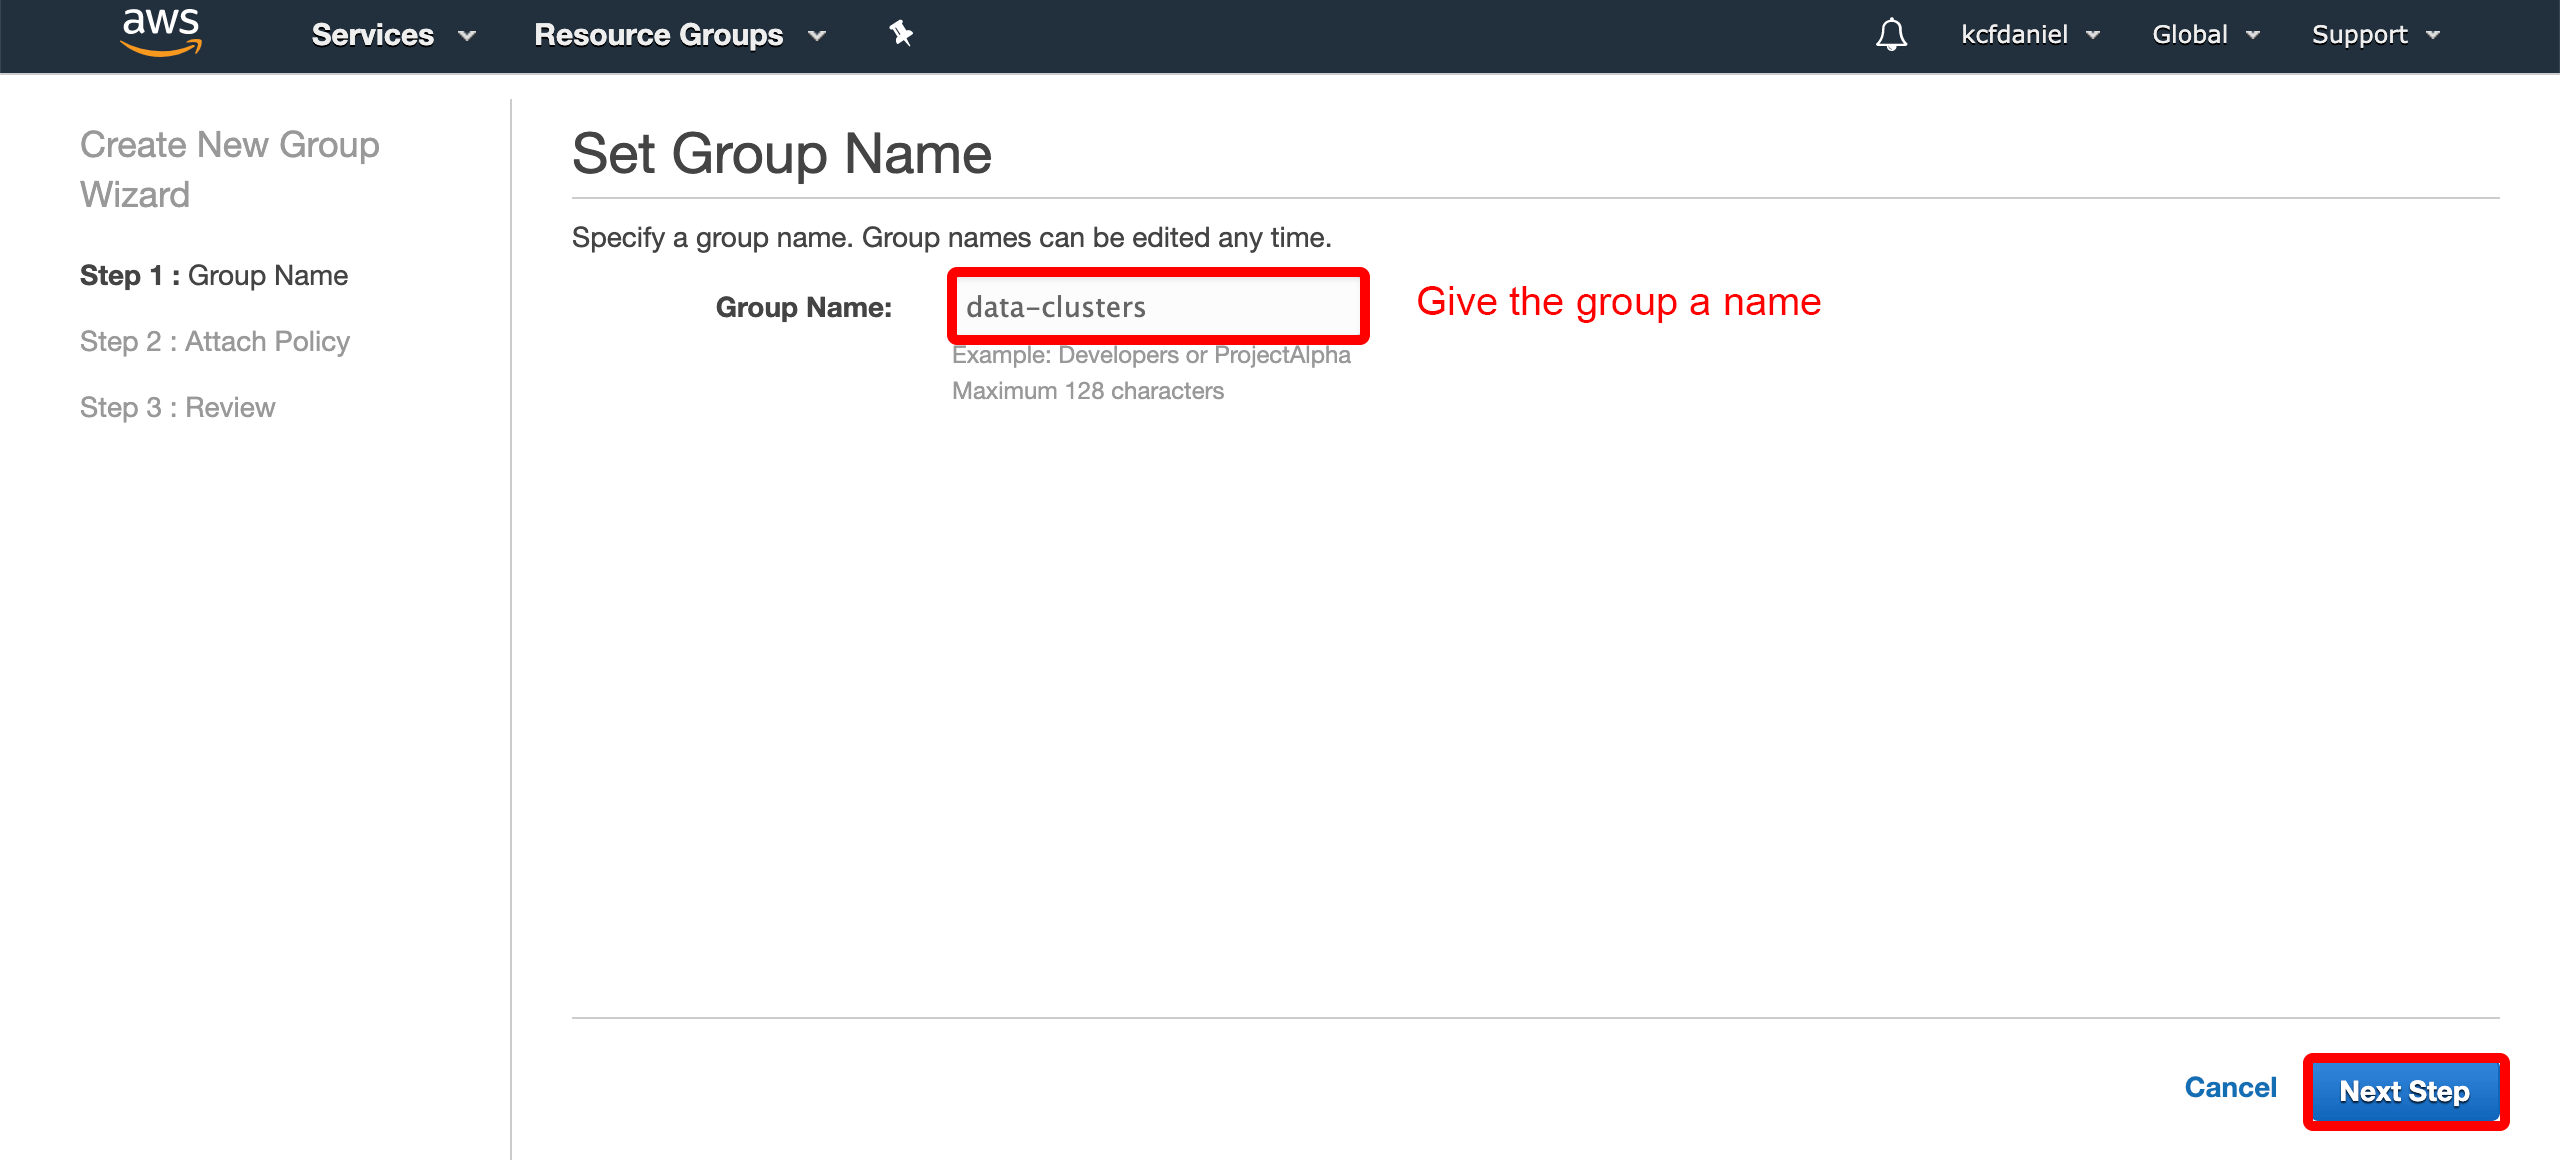 aws
Services
Resource Groups
kcfdaniel
Global
Support
Create New Group
Wizard
Step 1 : Group Name
Step 2 : Attach Policy
Step 3 : Review
Set Group Name
Specify a group name. Group names can be edited any time.
Group Name:
data-clusters
Give the group a name
Example: Developers or ProjectAlpha
Maximum 128 characters
Cancel
Next Step